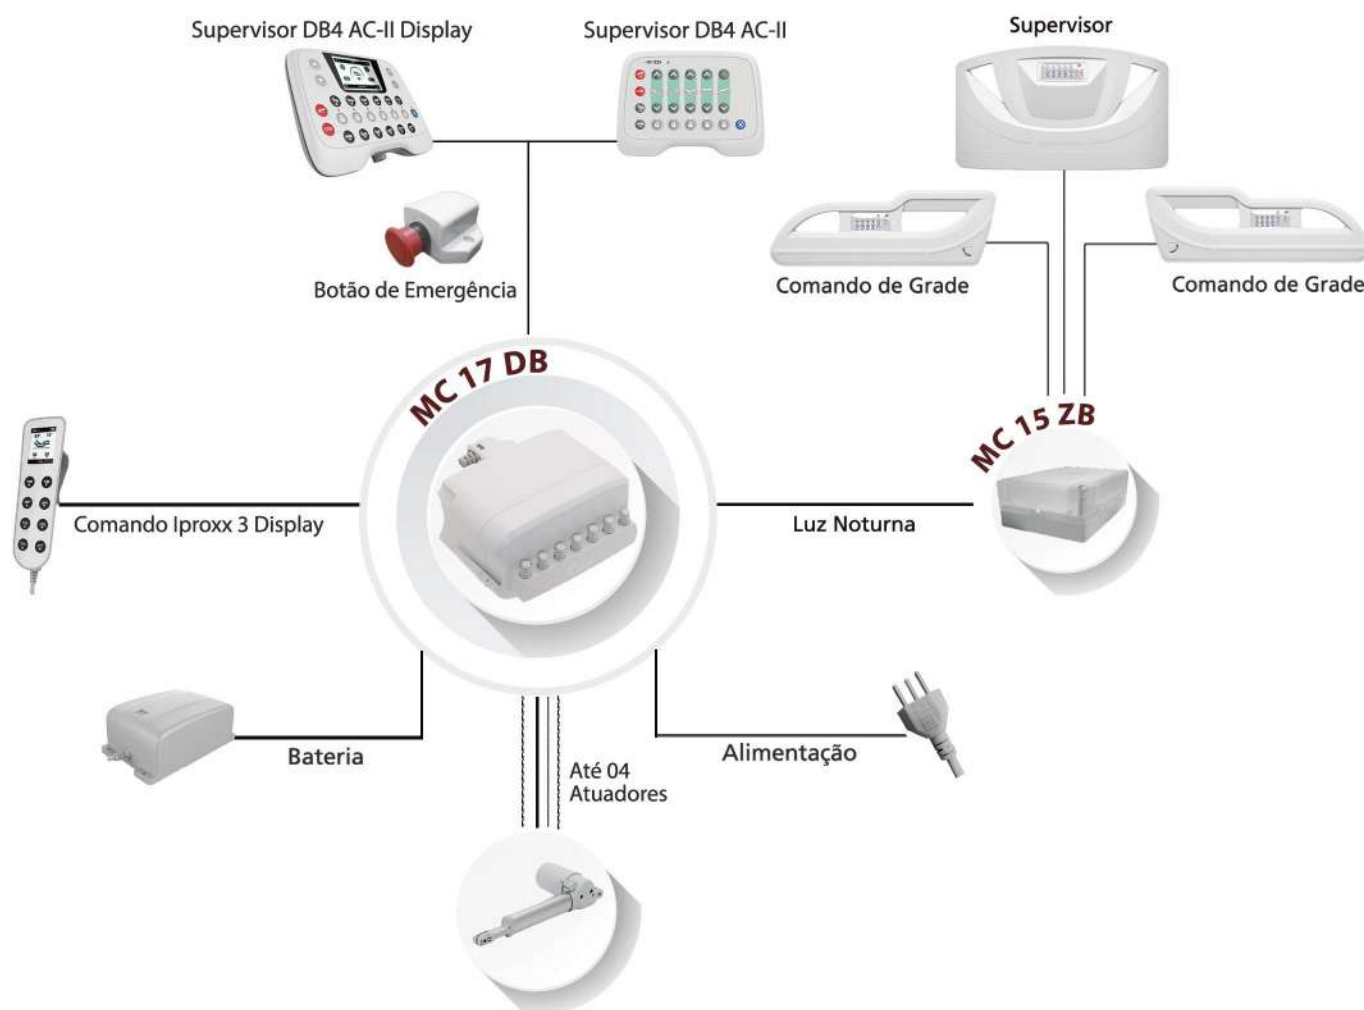 Supervisor DB4 AC-II Display
Supervisor DB4 AC-II
Supervisor
Botão de Emergência
Comando de Grade
Comando de Grade
MC 17 DB
MC 15 ZB
Comando Iproxx 3 Display
Luz Noturna
Bateria
Até 04
Atuadores
Alimentação